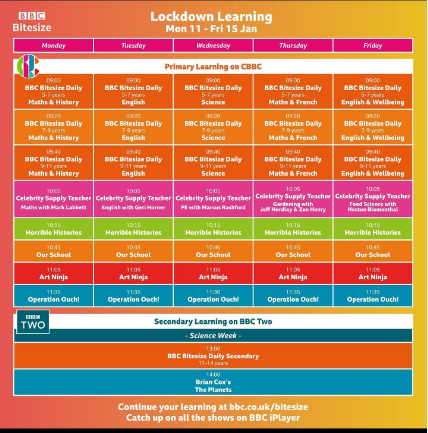 BBC
Bitesize
Lockdown Learning
Mon 11 - Fri 15 Jan
Monday Tuesday Wednesday Thursday Friday
Primary Learning on CBBC
09:00 09:00 09:00 09:00 09:00
BBC Bitesize Daily BBC Bitesize Daily BBC Bitesize Daily BBC Bitesize Daily BBC Bitesize Daily
5-7 years 5-7 years 5-7 years 5-7 years 5-7 years
Maths & History English Science Maths & French English & Wellbeing
09:20 09:20 09:20 09:20 09:20
BBC Bitesize Daily BBC Bitesize Daily BBC Bitesize Daily BBC Bitesize Daily BBC Bitesize Daily
7-9 years 7-9 years 7-9 years 7-9 years 7-9 years
Maths & History English Science Maths & French English & Wellbeing
09:40 09:40 09:40 09:40 09:40
BBC Bitesize Daily BBC Bitesize Daily BBC Bitesize Daily BBC Bitesize Daily BBC Bitesize Daily
9-11 years 9-11 years 9-11 years 9-11 years 9-11 years
Maths & History English Science Maths & French English & Wellbeing
10:05 10:05 10:05 10:05 10:05
Celebrity Supply Teacher Celebrity Supply Teacher Celebrity Supply Teacher Celebrity Supply Teacher Celebrity Supply Teacher
Maths with Mark Labbett English with Geri Horner PE with Marcus Rashford Gardening with Food Science with
Heston Blumenthal
10:15 10:15 10:15 10:15 10:15
Horrible Histories Horrible Histories Horrible Histories Horrible Histories Horrible Histories
10:45 10:45 10:40 10:45 10:45
Our School Our School Our School Our School Our School
11:05 11:05 11:05 11:05 11:05
Art Ninja Art Ninja Art Ninja Art Ninja Art Ninja
11:35 11:35 11:30 11:35 11:35
Operation Ouch! Operation Ouch! Operation Ouch! Operation Ouch! Operation Ouch!
BBC
TWO
Secondary Learning on BBC Two
- Science Week -
13:00
BBC Bitesize Daily Secondary
11-14 years
14:00
Brian Cox's
The Planets
Continue your learning at bbc.co.uk/bitesize
Catch up on all the shows on BBC iPlayer